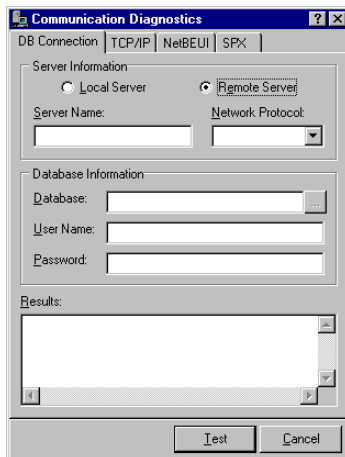 Communication Diagnostics
DB Connection TCP/IP NetBEUI SPX
Server Information
Local Server Remote Server
Server Name: Network Protocol:
Database Information
Database: ...
User Name:
Password:
Results:
Test Cancel